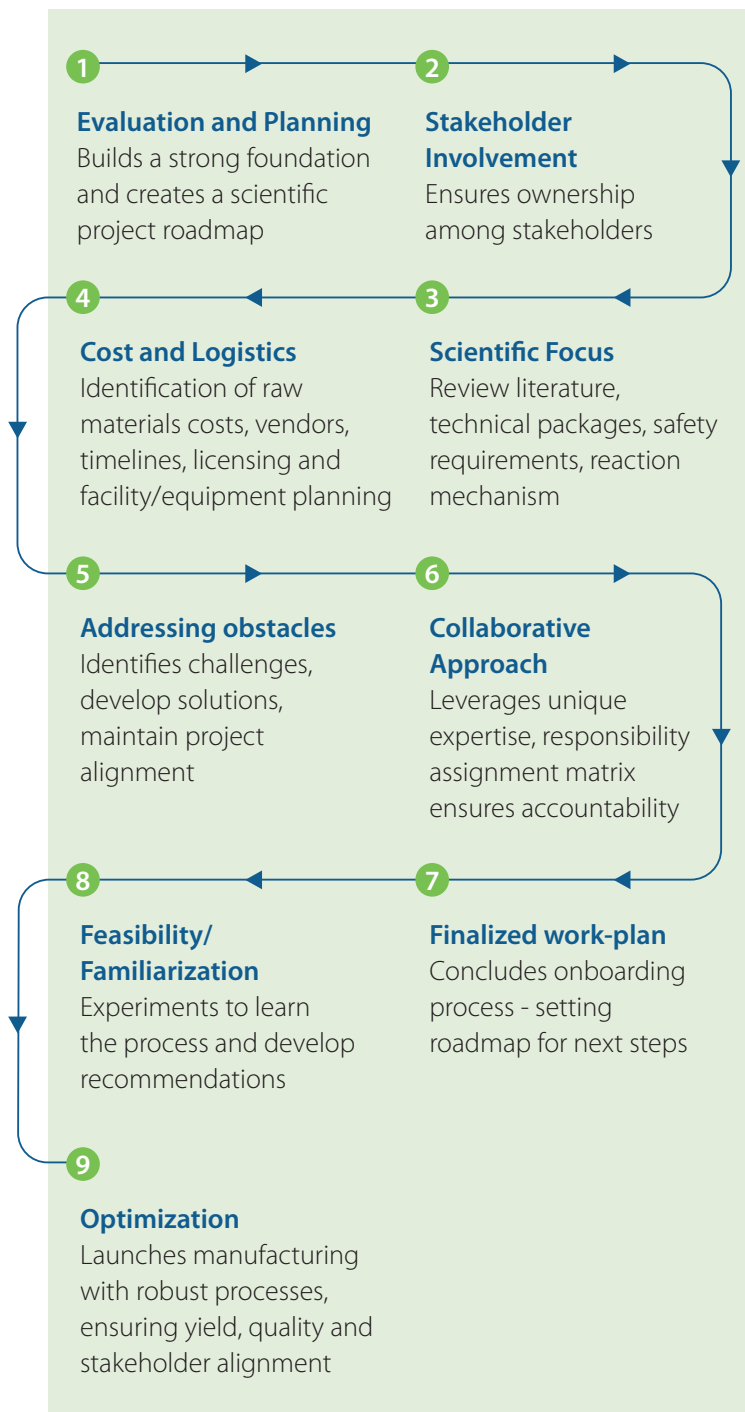 1
Evaluation and Planning
Builds a strong foundation
and creates a scientific
project roadmap
2
Stakeholder
Involvement
Ensures ownership
among stakeholders
3
Scientific Focus
Review literature,
technical packages, safety
requirements, reaction
mechanism
4
Cost and Logistics
Identification of raw
materials costs, vendors,
timelines, licensing and
facility/equipment planning
5
Addressing obstacles
Identifies challenges,
develop solutions,
maintain project
alignment
6
Collaborative
Approach
Leverages unique
expertise, responsibility
assignment matrix
ensures accountability
7
Finalized work-plan
Concludes onboarding
process - setting
roadmap for next steps
8
Feasibility/
Familiarization
Experiments to learn
the process and develop
recommendations
9
Optimization
Launches manufacturing
with robust processes,
ensuring yield, quality and
stakeholder alignment